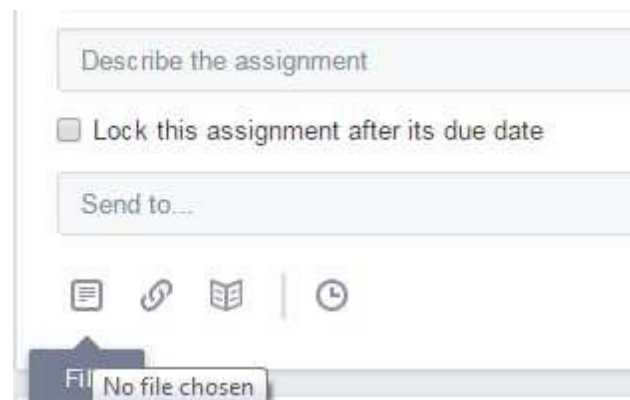 Describe the assignment
Lock this assignment after its due date
Send to...
No file chosen